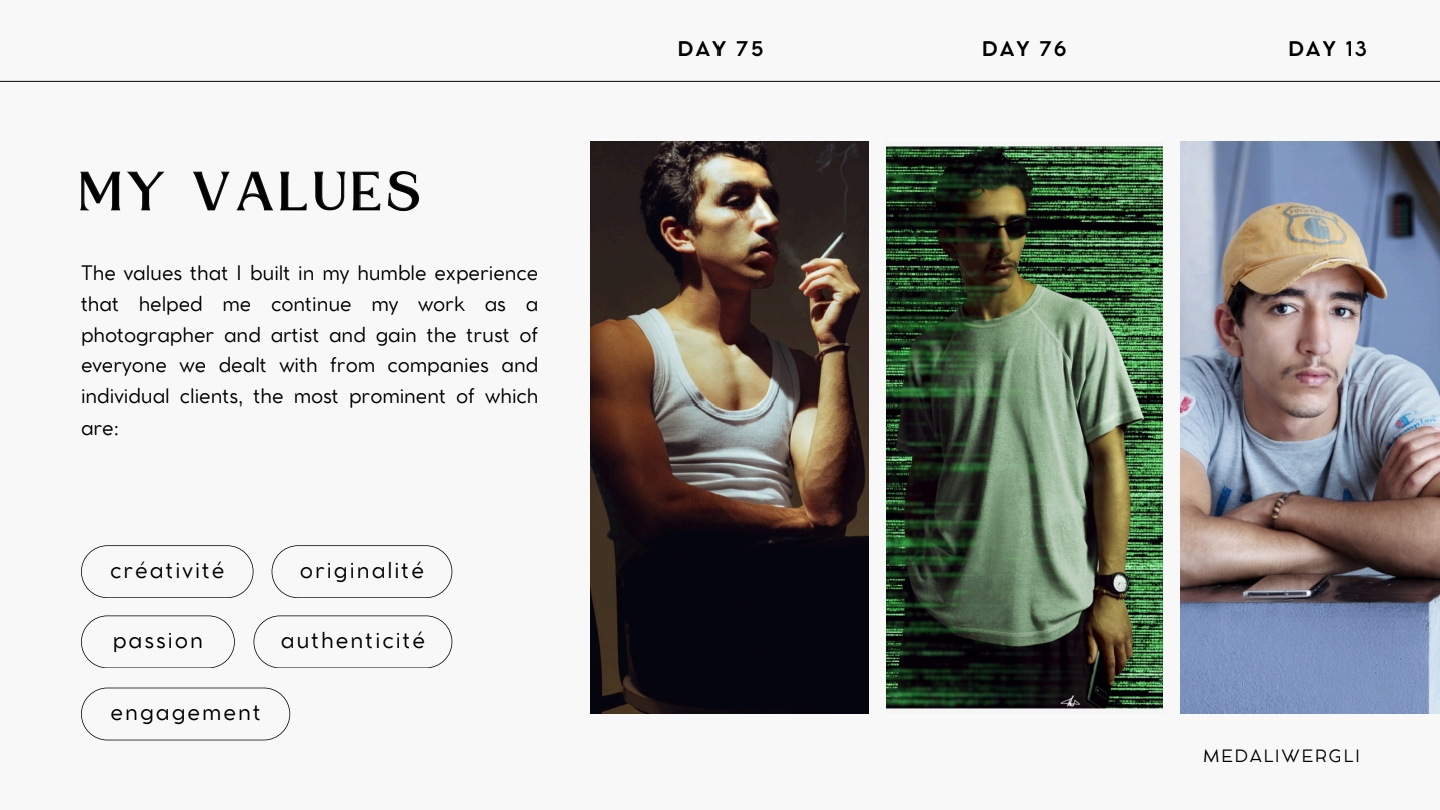 DAY 75
DAY 76
DAY 13
MY VALUES
The values that I built in my humble experience
that helped me continue my work as a
photographer and artist and gain the trust of
everyone we dealt with from companies and
individual clients, the most prominent of which
are:
créativité
originalité
passion
authenticité
engagement
MEDALIWERGLI